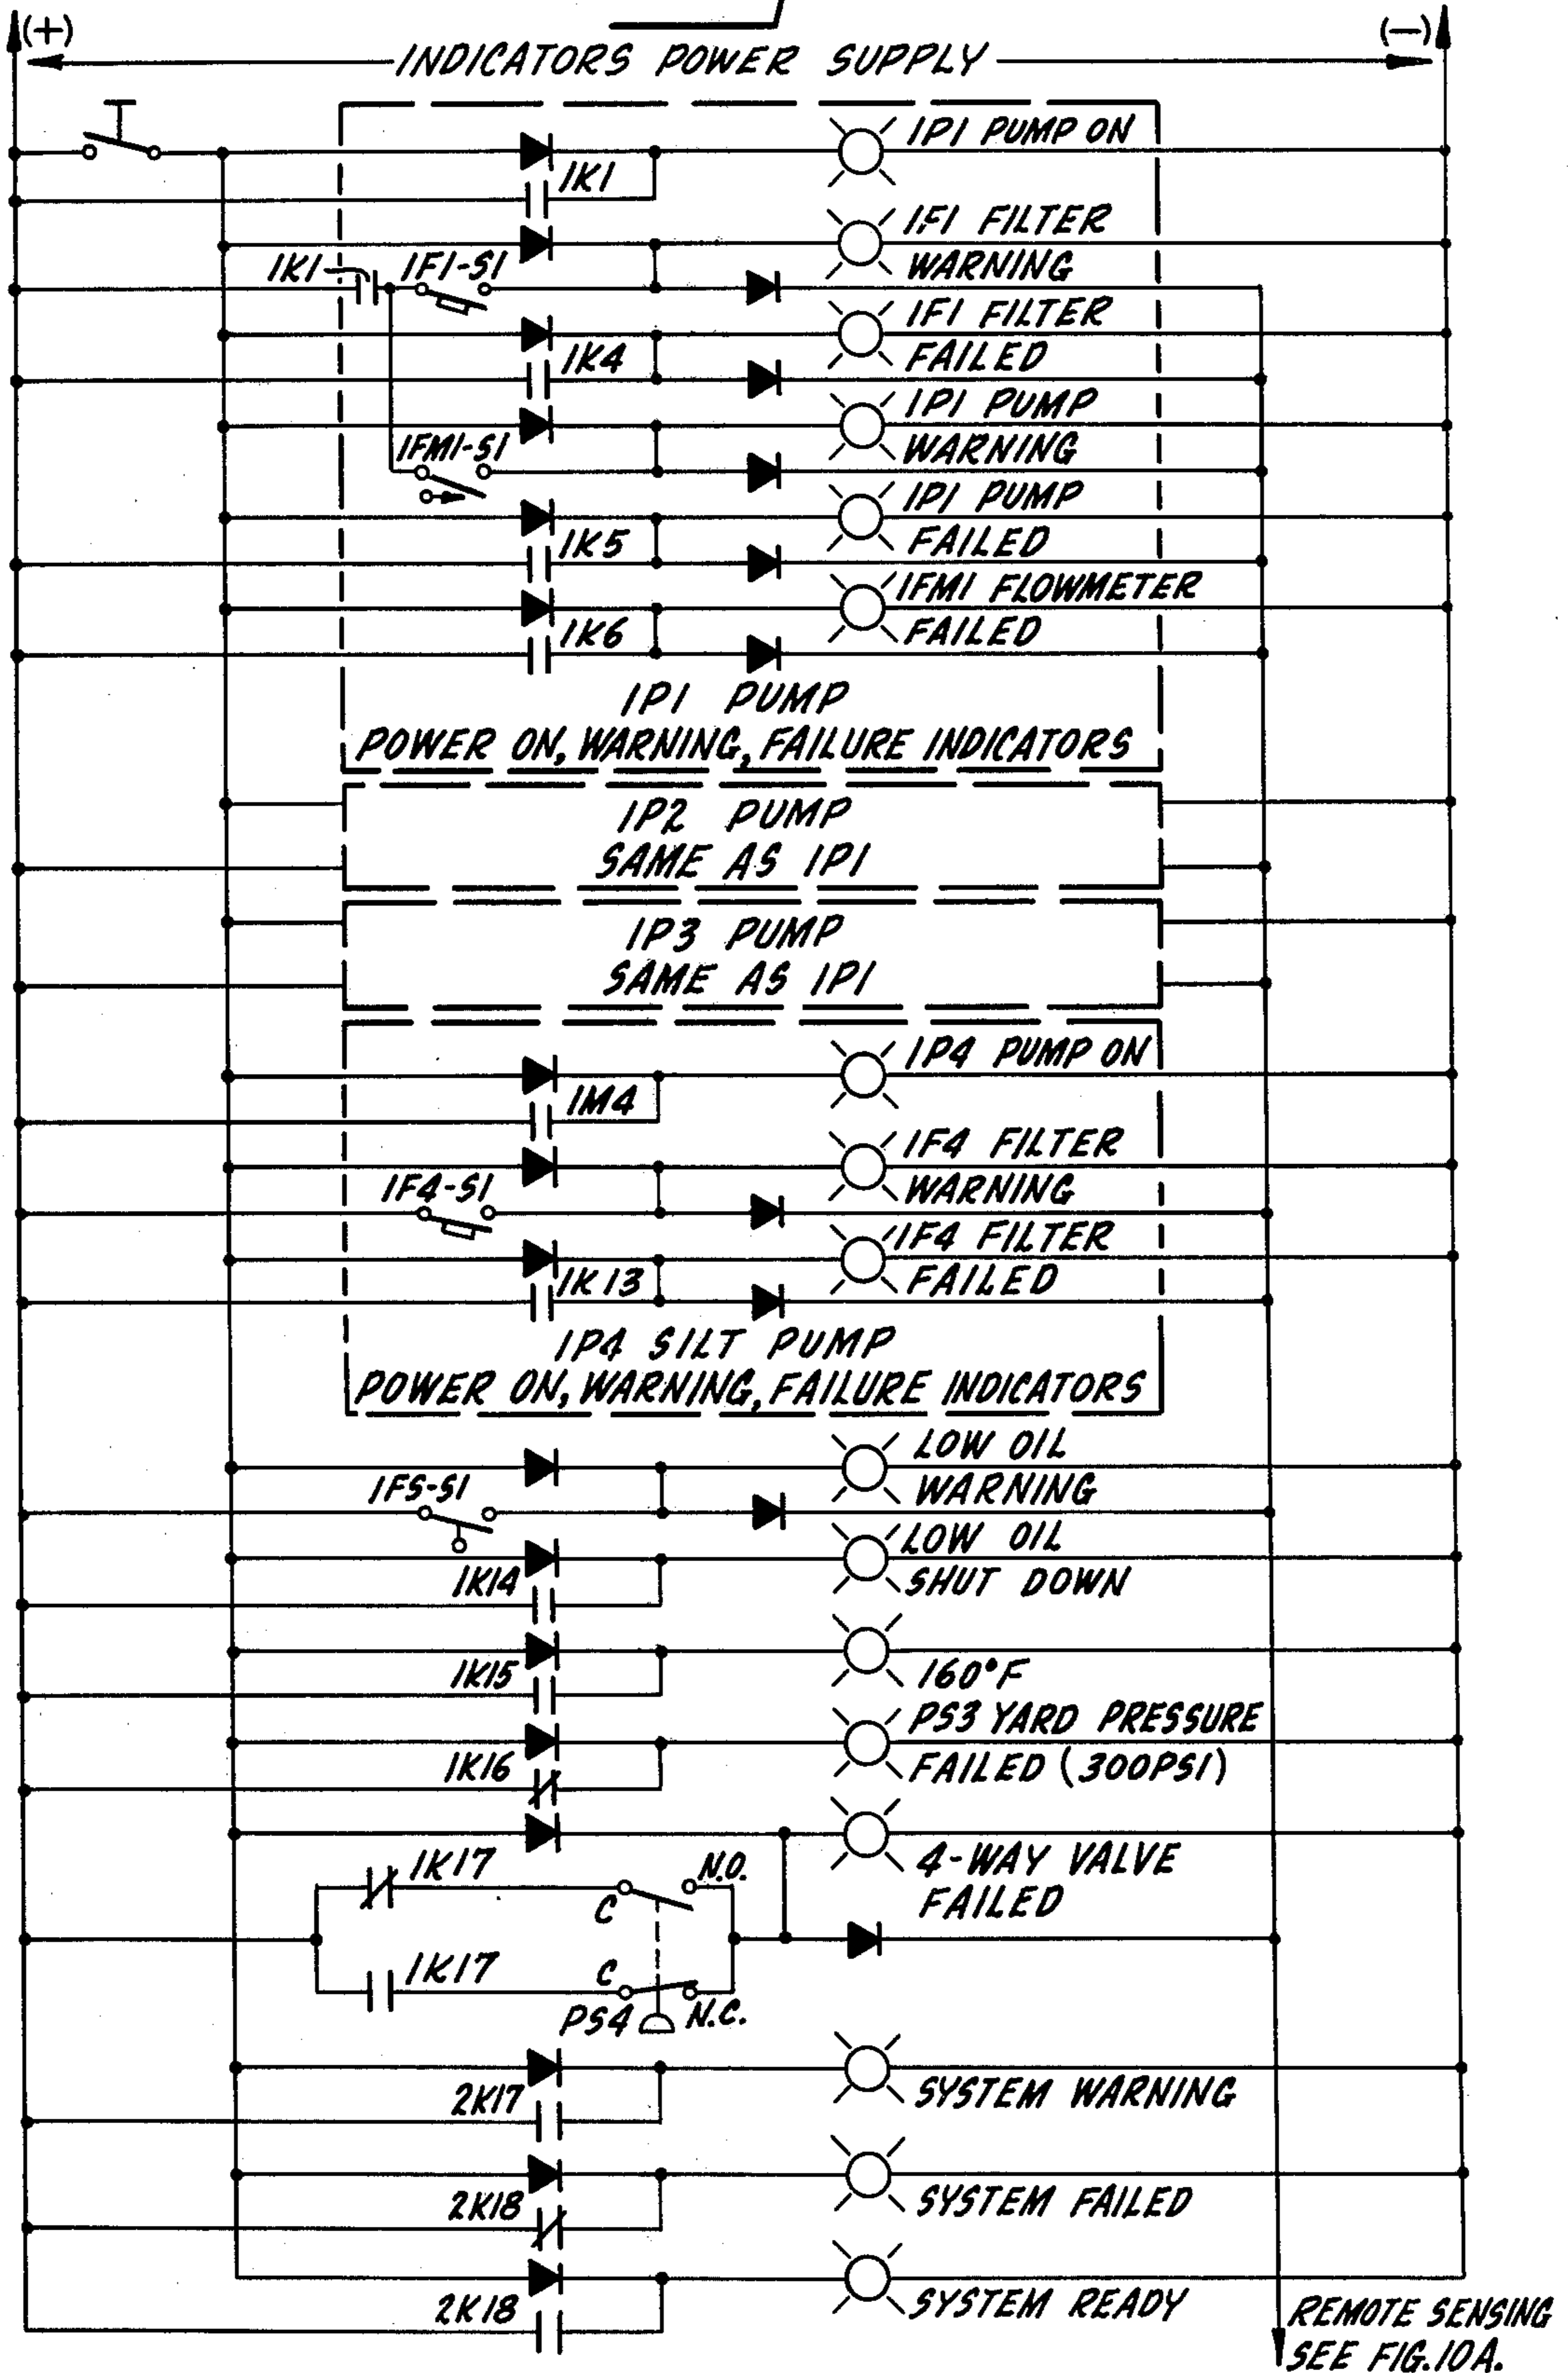 (+)
(—)
INDICATORS POWER SUPPLY
1P1 PUMP ON
1K1
1F1 FILTER
WARNING
1K1
1F1-S1
1F1 FILTER
FAILED
1K4
1P1 PUMP
WARNING
1FM1-S1
1P1 PUMP
FAILED
1K5
1FM1 FLOWMETER
FAILED
1K6
1P1 PUMP
POWER ON, WARNING, FAILURE INDICATORS
1P2 PUMP
SAME AS 1P1
1P3 PUMP
SAME AS 1P1
1P4 PUMP ON
1M4
1F4 FILTER
WARNING
1F4-S1
1F4 FILTER
FAILED
1K13
1P4 SILT PUMP
POWER ON, WARNING, FAILURE INDICATORS
LOW OIL
WARNING
1FS-S1
LOW OIL
SHUT DOWN
1K14
160°F
1K15
PS3 YARD PRESSURE
FAILED (300PSI)
1K16
4-WAY VALVE
FAILED
1K17
C
N.O.
1K17
C
PS4
N.C.
SYSTEM WARNING
2K17
SYSTEM FAILED
2K18
SYSTEM READY
2K18
REMOTE SENSING
SEE FIG. 10A.